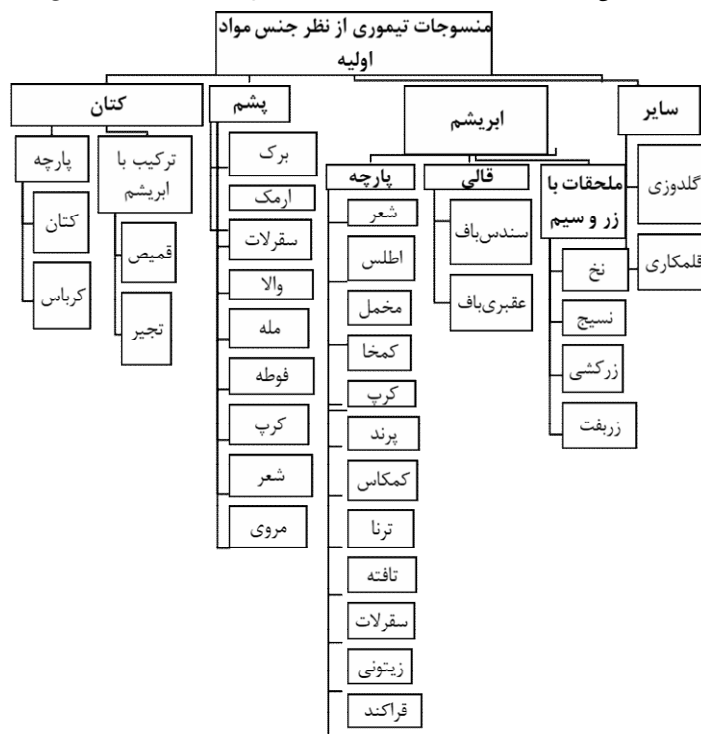 منسوجات تیموری از نظر جنس مواد
اولیه
سایر
گلدوزی
قلمکاری
ابریشم
ملحقات با
زر و سیم
نخ
نسیج
زرکشی
زربفت
قالی
سندس‌باف
عقبری‌باف
پارچه
شعر
اطلس
مخمل
کمخا
کرپ
پرند
کمکاس
ترنا
تافته
سقرلات
زیتونی
قراکند
پشم
برک
ارمک
سقرلات
والا
مله
فوطه
کرپ
شعر
مروی
کتان
ترکیب با
ابریشم
قمیص
تجیر
پارچه
کتان
کرباس